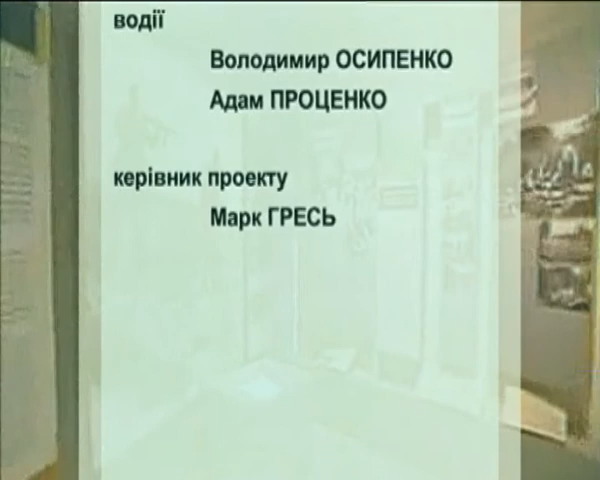 водії
Володимир ОСИПЕНКО
Адам ПРОЦЕНКО
керівник проекту
Марк ГРЕСЬ